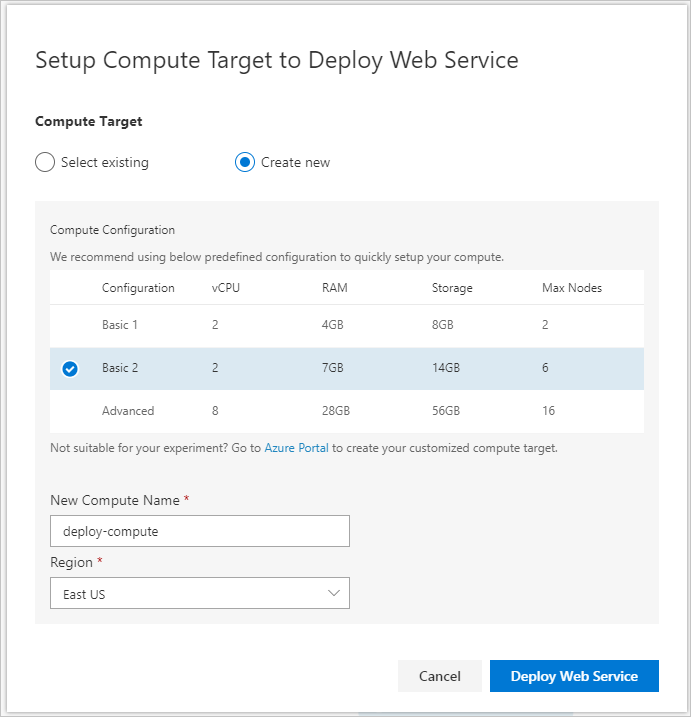 Setup Compute Target to Deploy Web Service
Compute Target
Select existing Create new
Compute Configuration
We recommend using below predefined configuration to quickly setup your compute.
Configuration vCPU RAM Storage Max Nodes
Basic 1 2 4GB 8GB 2
Basic 2 2 7GB 14GB 6
Advanced 8 28GB 56GB 16
Not suitable for your experiment? Go to Azure Portal to create your customized compute target.
New Compute Name *
deploy-compute
Region *
East US
Cancel Deploy Web Service